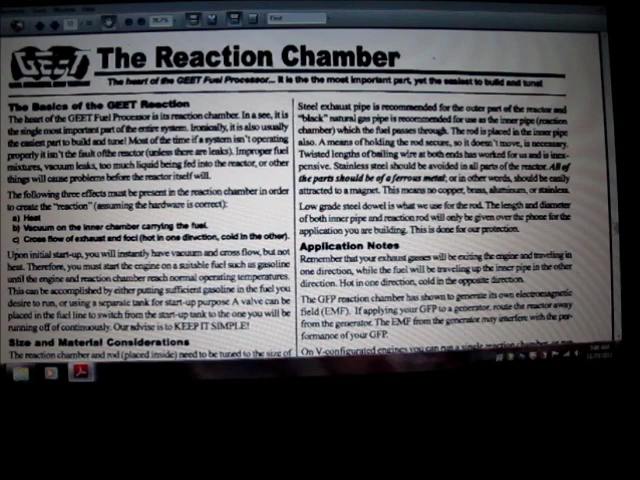 Find
GEET
The Reaction Chamber
The heart of the GEET Fuel Processor... It is the the most important part, yet the easiest to build and tune!
The Basics of the GEET Reaction
The heart of the GEET Fuel Processor is its reaction chamber. In a see, it is
the single most important part of the entire system. Ironically, it is also usually
the easiest part to build and tune! Most of the time if a system isn't operating
properly it isn't the fault ofthe reactor (unless there are leaks). Improper fuel
mixtures, vacuum leaks, too much liquid being fed into the reactor, or other
things will cause problems before the reactor itself will.
The following three effects must be present in the reaction chamber in order
to create the "reaction" (assuming the hardware is correct):
a) Heat
b) Vacuum on the inner chamber carrying the fuel.
c) Cross flow of exhaust and foci (hot in one direction, cold in the other).
Upon initial start-up, you will instantly have vacuum and cross flow, but not
heat. Therefore, you must start the engine on a suitable fuel such as gasoline
until the engine and reaction chamber reach normal operating temperatures.
This can be accomplished by either putting sufficient gasoline in the fuel you
desire to run, or using a separate tank for start-up purpose A valve can be
placed in the fuel line to switch from the start-up tank to the one you will be
running off of continuously. Our advise is to KEEP IT SIMPLE!
Size and Material Considerations
The reaction chamber and rod (placed inside) need to be tuned to the size of
Steel exhaust pipe is recommended for the outer part of the reactor and
"black" natural gas pipe is recommended for use as the inner pipe (reaction
chamber) which the fuel passes through. The rod is placed in the inner pipe
also. A means of holding the rod secure, so it doesn't move, is necessary.
Twisted lengths of bailing wire at both ends has worked for us and is inex-
pensive. Stainless steel should be avoided in all parts of the reactor. All of
the parts should be of a ferrous metal, or in other words, should be easily
attracted to a magnet. This means no copper, brass, aluminum, or stainless.
Low grade steel dowel is what we use for the rod. The length and diameter
of both inner pipe and reaction rod will only be given over the phone for the
application you are building. This is done for our protection.
Application Notes
Remember that your exhaust gasses will be exiting the engine and traveling in
one direction, while the fuel will be traveling up the inner pipe in the other
direction. Hot in one direction, cold in the opposite direction.
The GFP reaction chamber has shown to generate its own electromagnetic
field (EMF). If applying your GFP to a generator, route the reactor away
from the generator. The EMF from the generator may interfere with the per-
formance of your GFP.
On V-configurated engines you can run a single reaction chamber